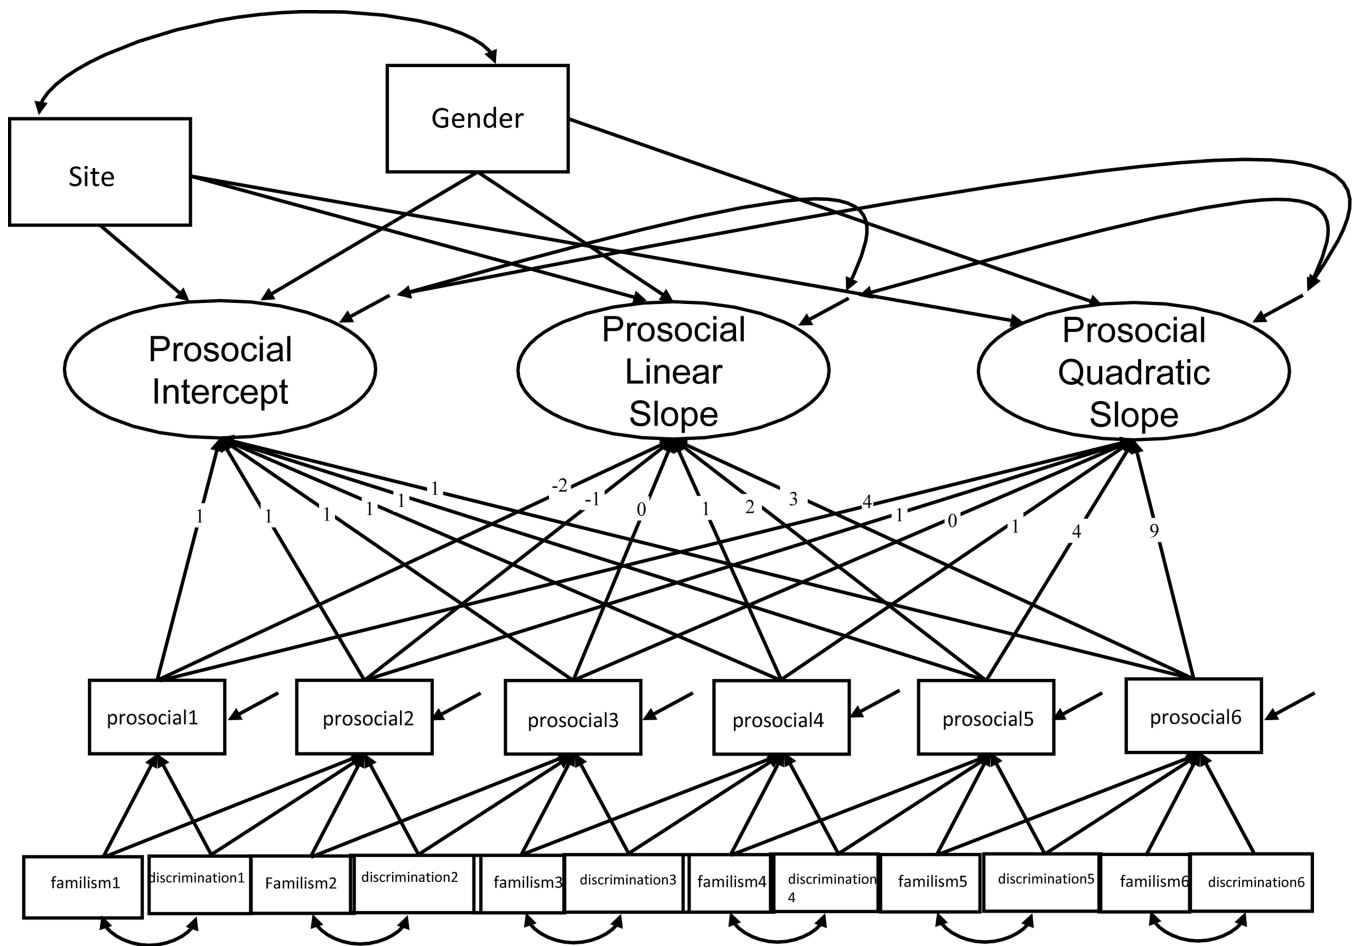 Gender
Site
Prosocial
Intercept
Prosocial
Linear
Slope
Prosocial
Quadratic
Slope
1
1
1
1
1
1
-2
-1
0
1
2
3
4
1
0
1
4
9
prosocial1
prosocial2
prosocial3
prosocial4
prosocial5
prosocial6
familism1
discrimination1
Familism2
discrimination2
familism3
discrimination3
familism4
discrimination
4
familism5
discrimination5
familism6
discrimination6